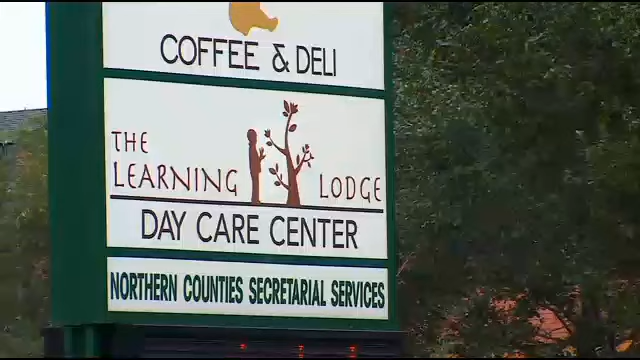 COFFEE & DELI
THE
LEARNING LODGE
DAY CARE CENTER
NORTHERN COUNTIES SECRETARIAL SERVICES